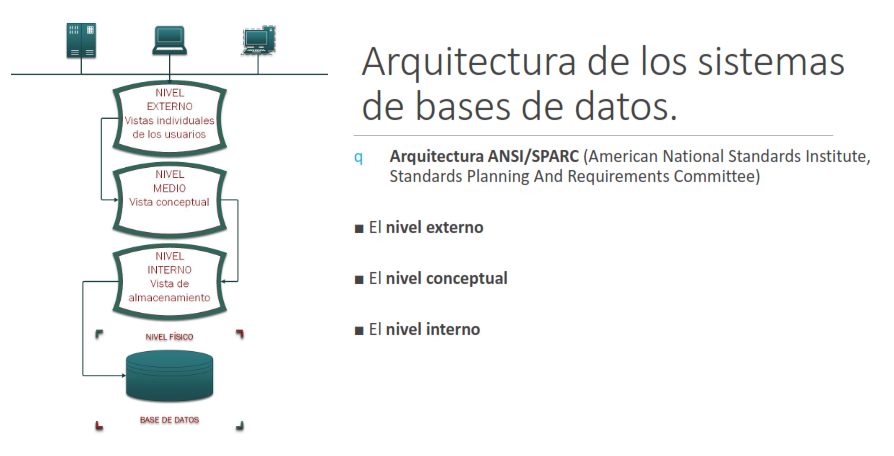 Arquitectura de los sistemas
de bases de datos.
q Arquitectura ANSI/SPARC (American National Standards Institute,
Standards Planning And Requirements Committee)
■ El nivel externo
■ El nivel conceptual
■ El nivel interno
NIVEL
EXTERNO
Vistas individuales
de los usuarios
NIVEL
MEDIO
Vista conceptual
NIVEL
INTERNO
Vista de
almacenamiento
NIVEL FÍSICO
BASE DE DATOS